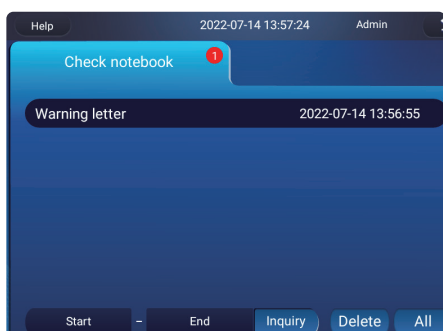 Help 2022-07-14 13:57:24 Admin
Check notebook 1
Warning letter 2022-07-14 13:56:55
Start – End Inquiry Delete All